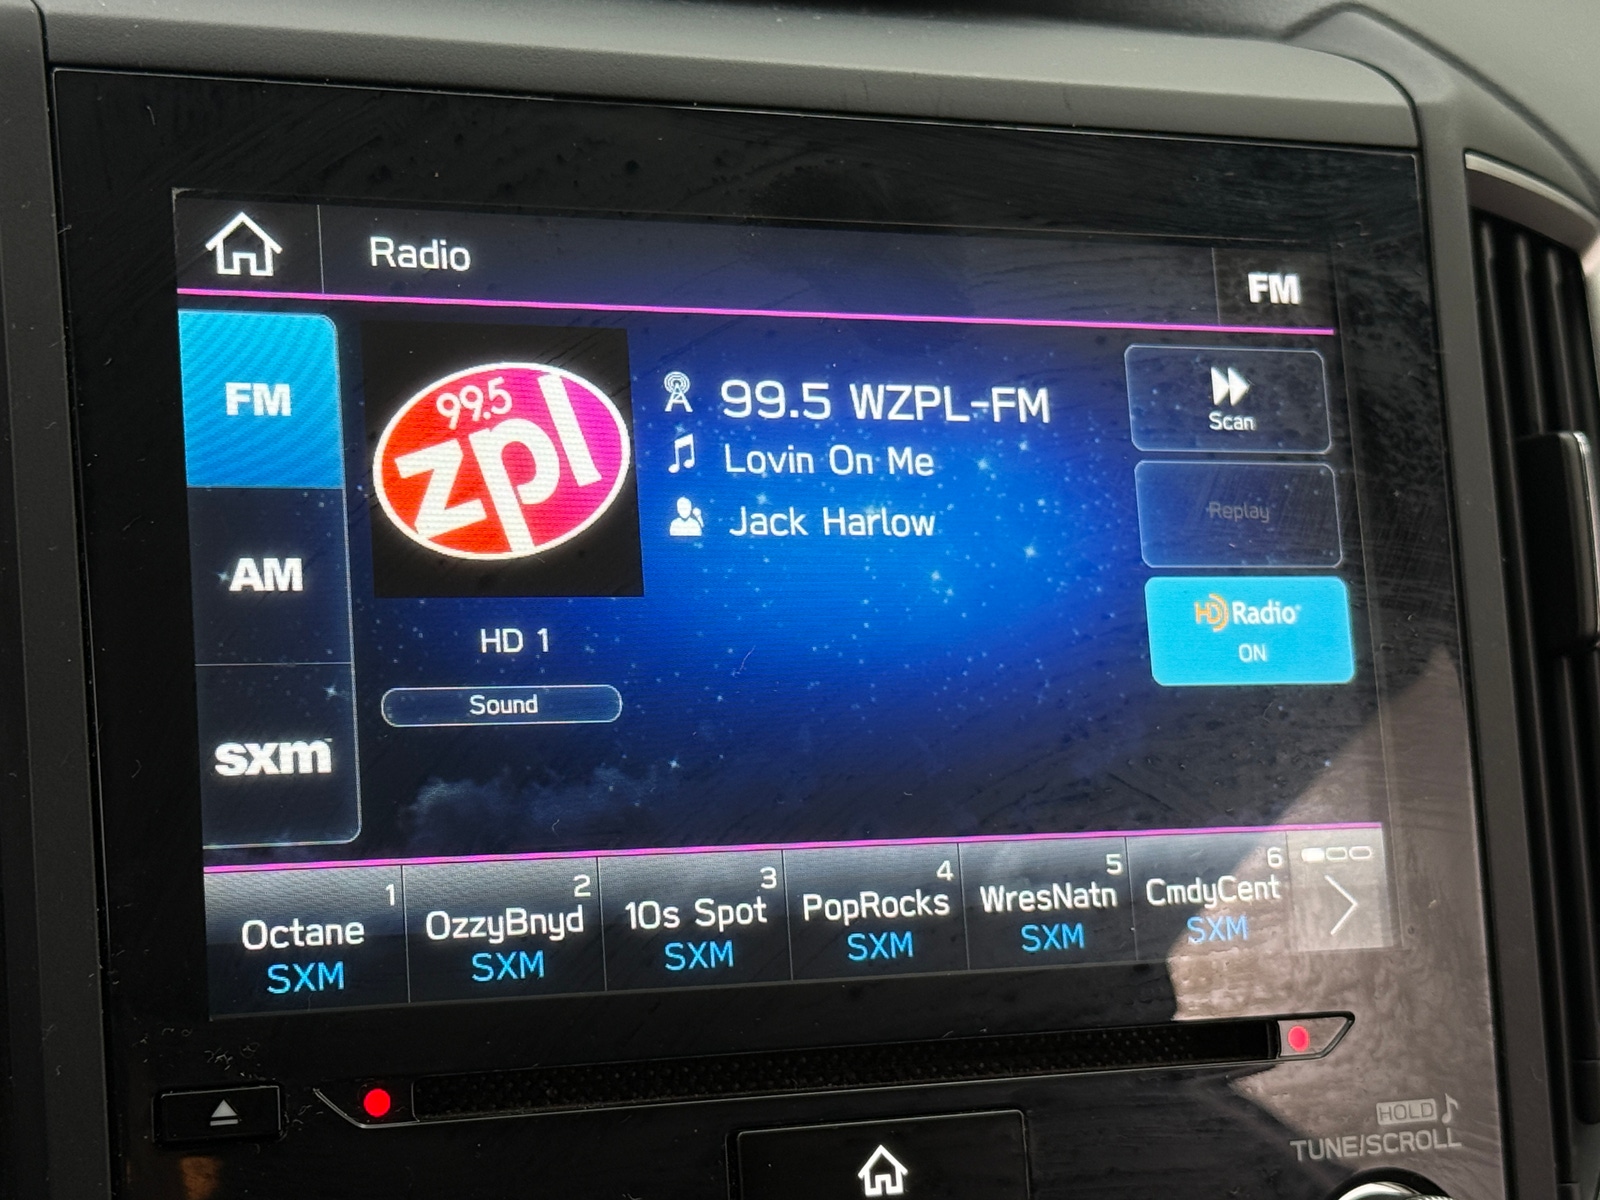 Radio
FM
FM
AM
sxm
99.5
zpl
HD 1
Sound
99.5 WZPL-FM
Lovin On Me
Jack Harlow
Scan
Replay
HD Radio
ON
1
Octane
SXM
2
OzzyBnyd
SXM
3
10s Spot
SXM
4
PopRocks
SXM
5
WresNatn
SXM
6
CmdyCent
SXM
HOLD
TUNE/SCROLL